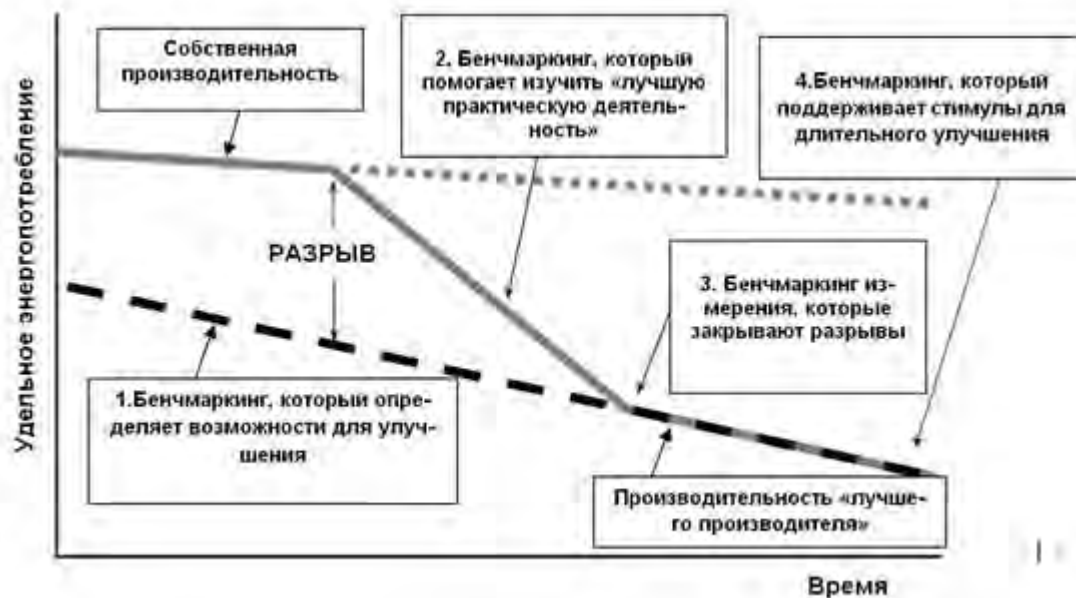 Собственная
производительность
2. Бенчмаркинг, который
помогает изучить «лучшую
практическую деятель-
ность»
4.Бенчмаркинг, который
поддерживает стимулы для
длительного улучшения
Удельное энергопотребление
РАЗРЫВ
3. Бенчмаркинг из-
мерения, которые
закрывают разрывы
1.Бенчмаркинг, который опре-
деляет возможности для улуч-
шения
Производительность «лучше-
го производителя»
Время